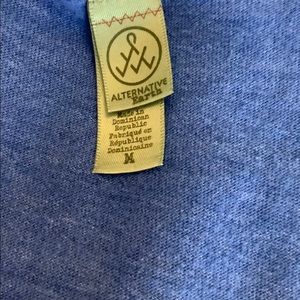 ALTERNATIVE
Earth
Made in
Dominican
Republic
Fabriqué en
République
Dominicaine
M